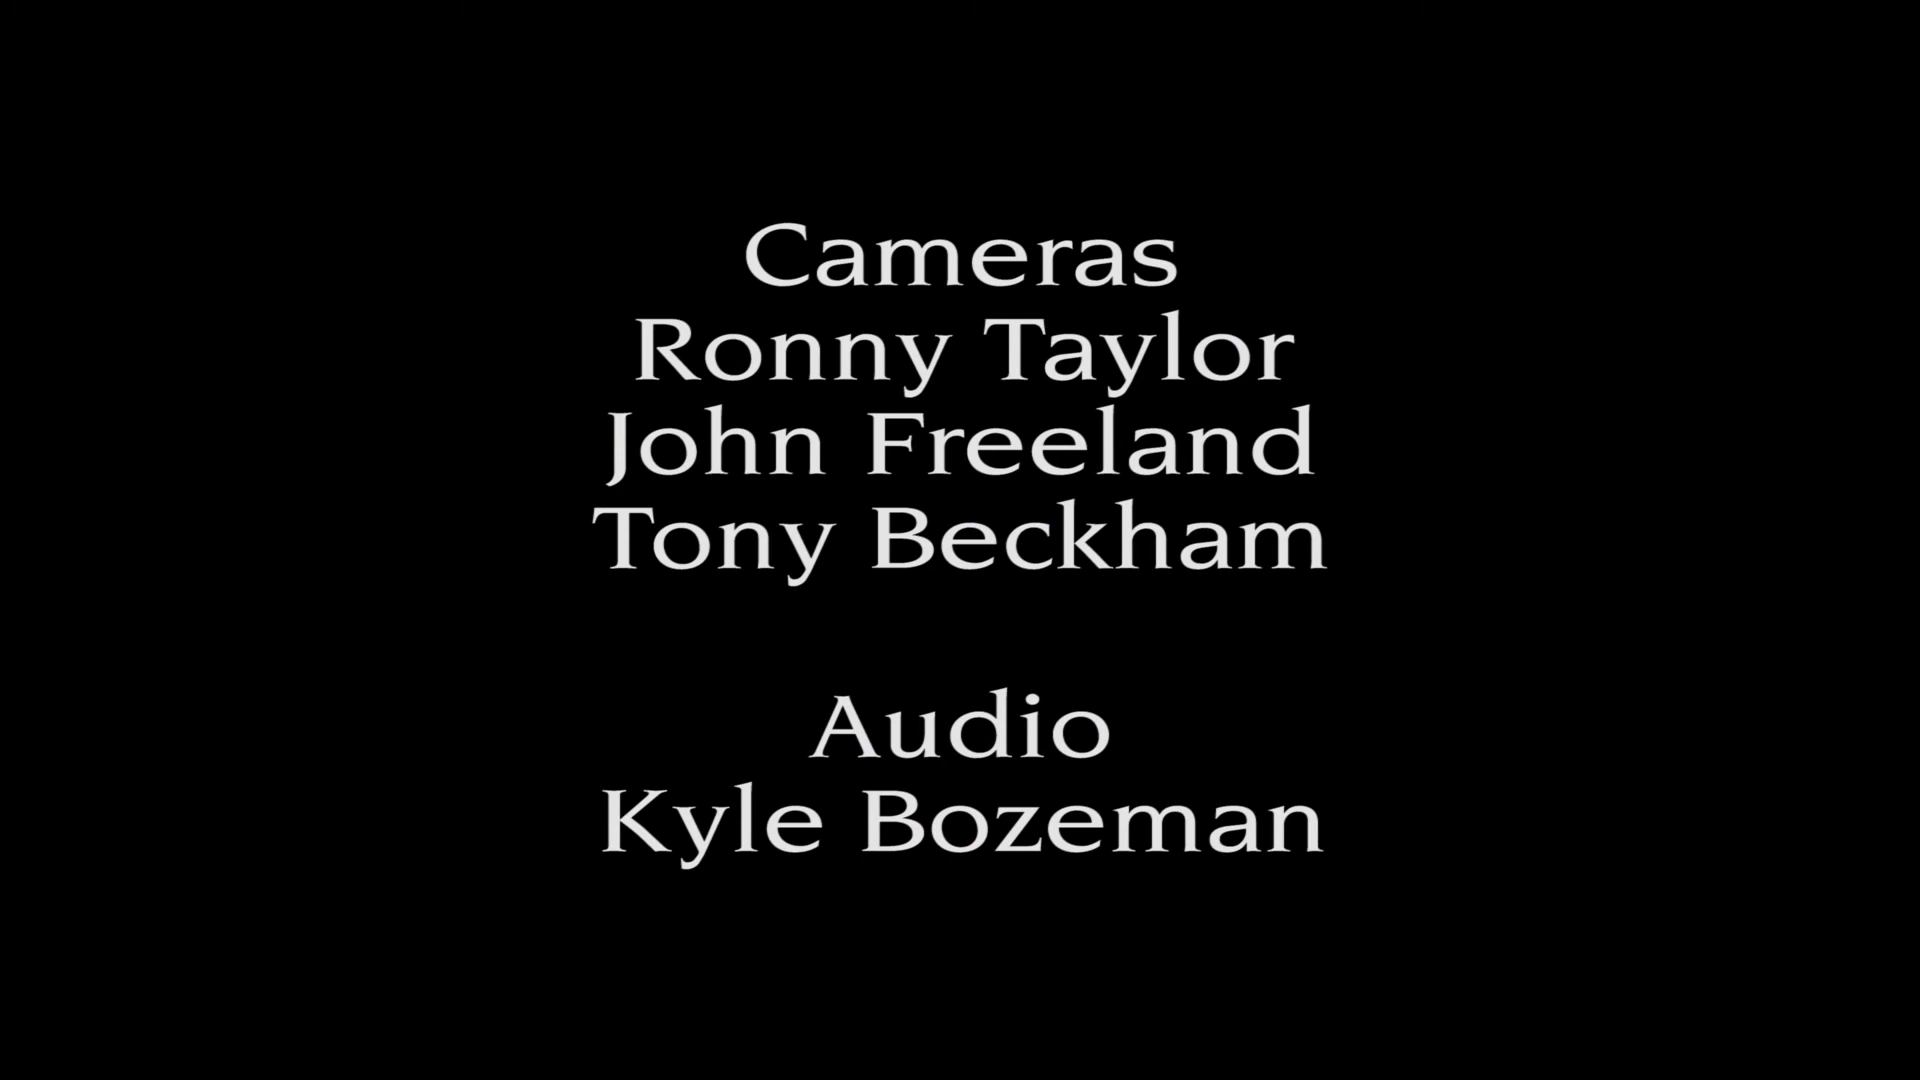 Cameras
Ronny Taylor
John Freeland
Tony Beckham
Audio
Kyle Bozeman